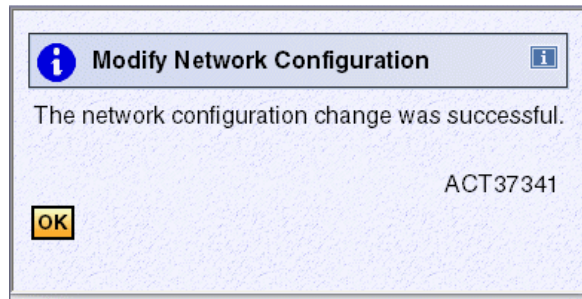 Modify Network Configuration
The network configuration change was successful.
ACT37341
OK